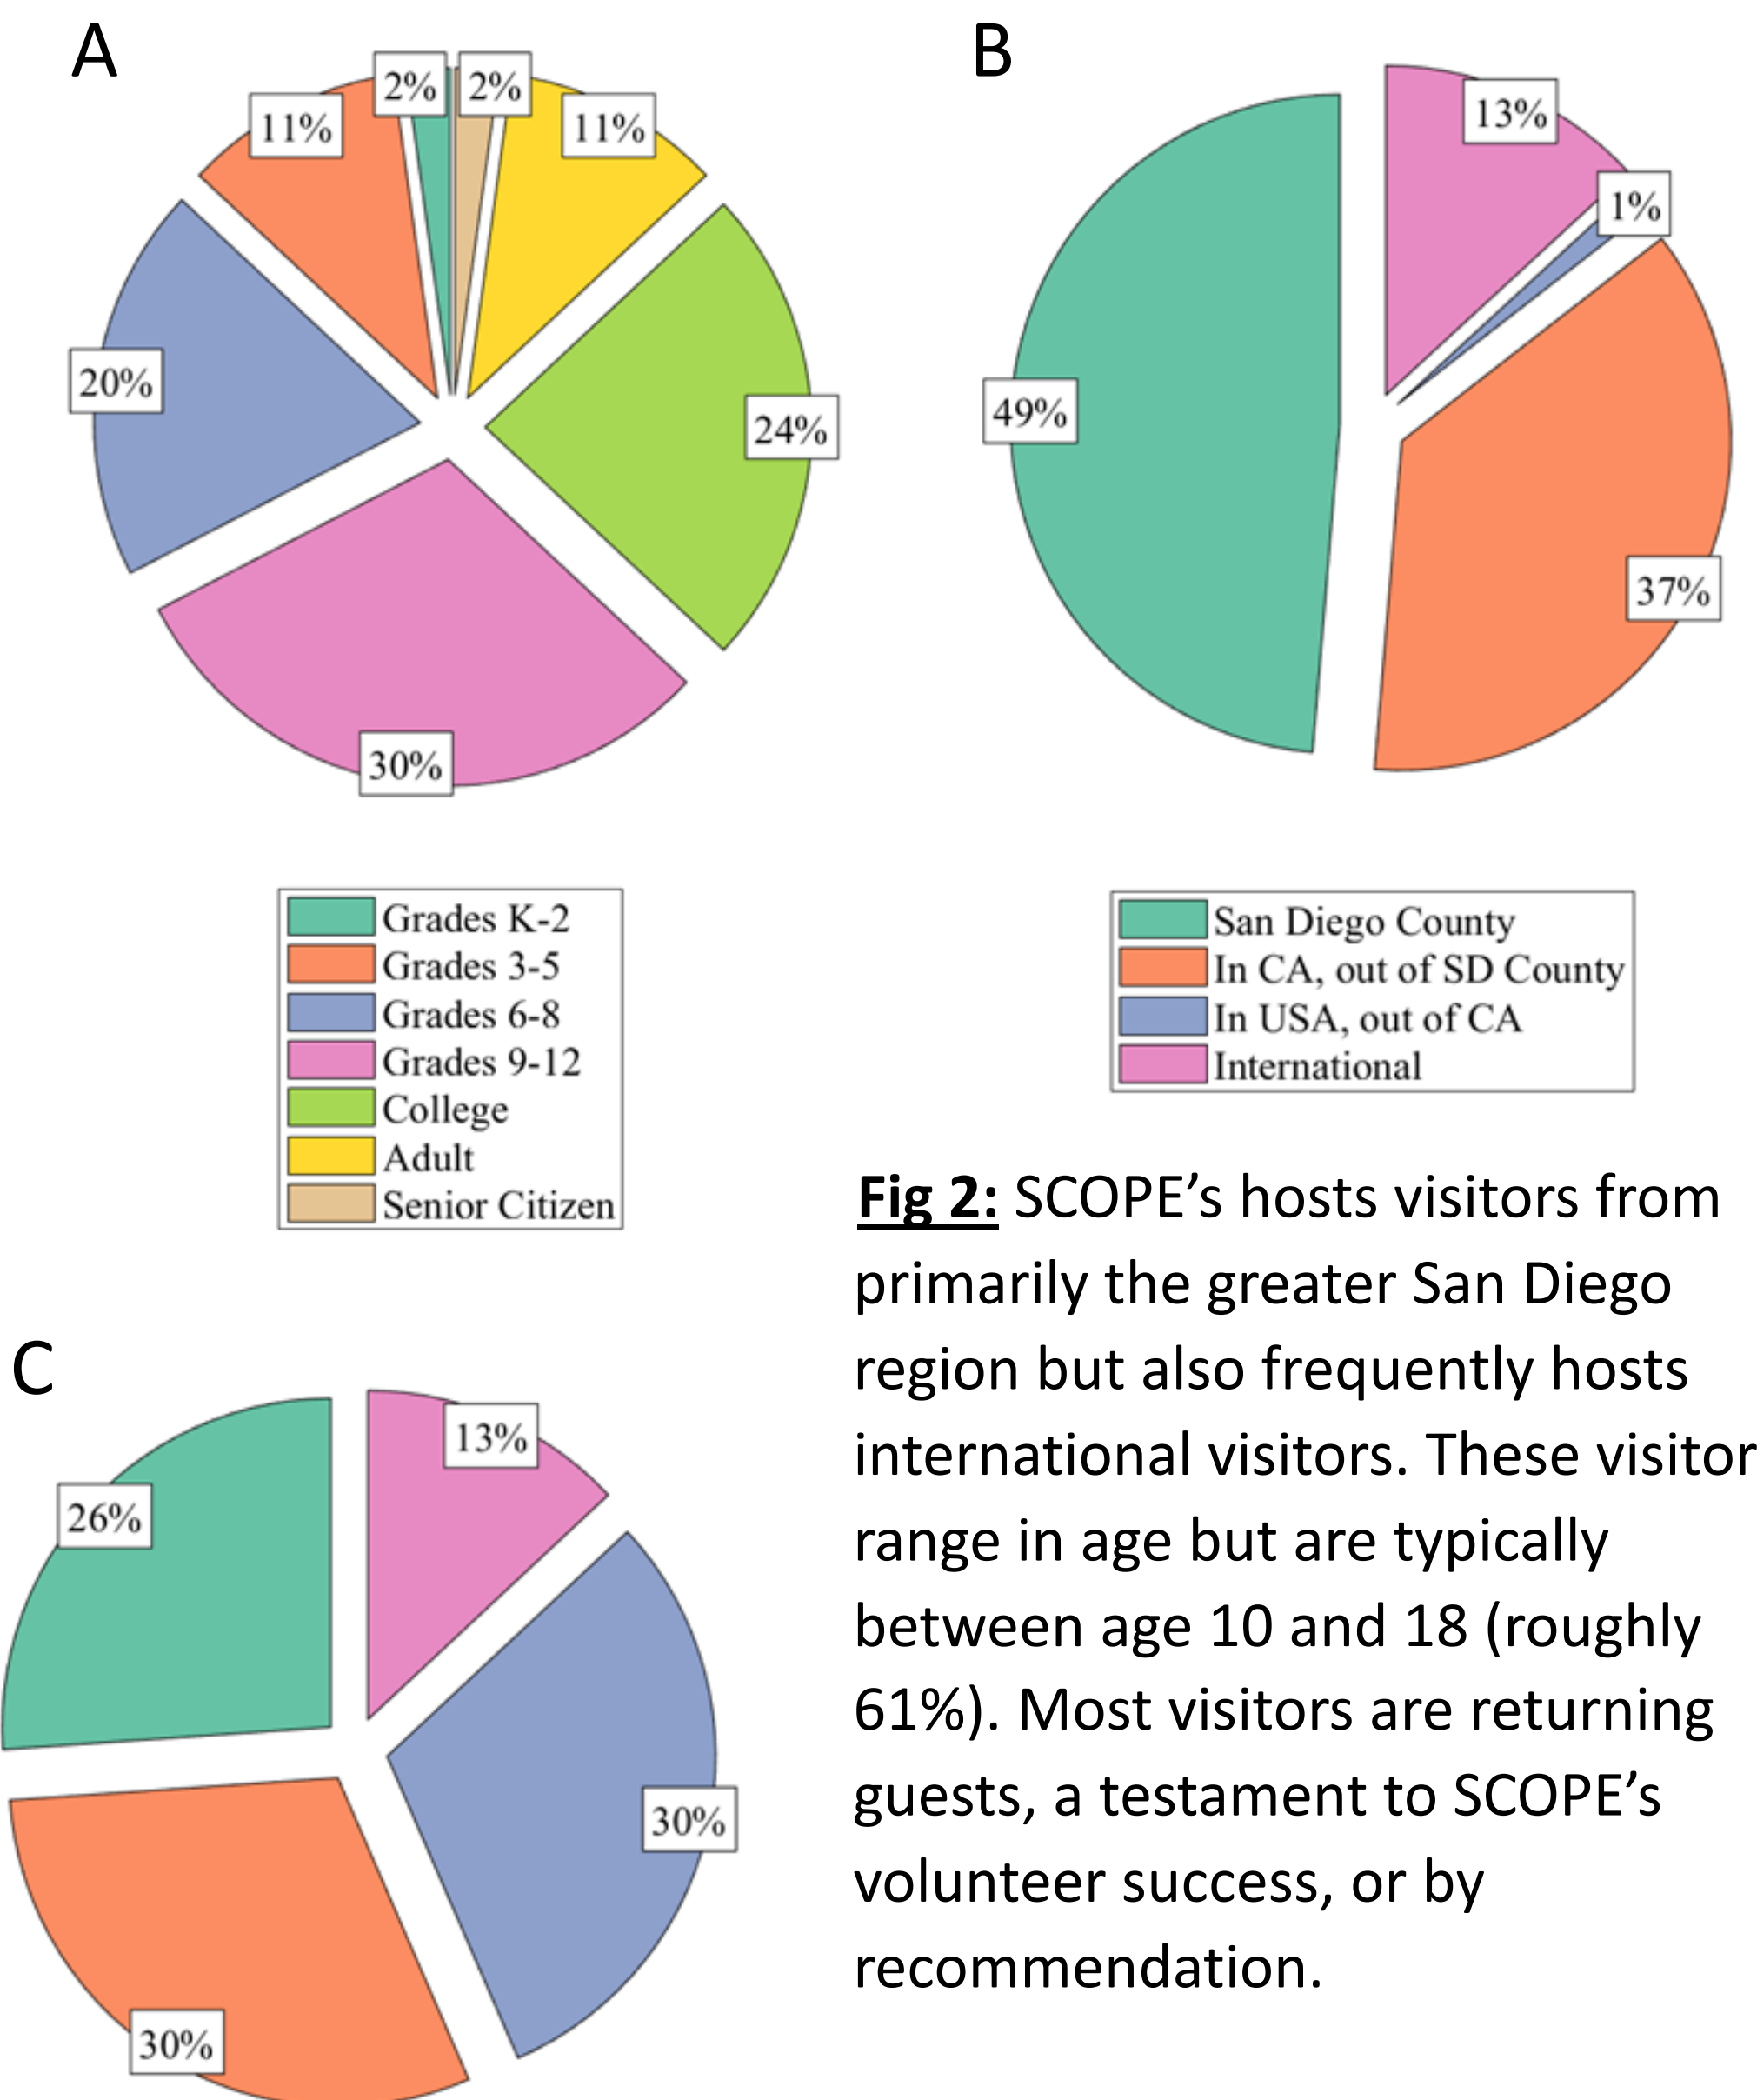 A
2%
2%
11%
11%
20%
24%
30%
Grades K-2
Grades 3-5
Grades 6-8
Grades 9-12
College
Adult
Senior Citizen
B
13%
1%
49%
37%
San Diego County
In CA, out of SD County
In USA, out of CA
International
C
13%
26%
30%
30%
Fig 2: SCOPE’s hosts visitors from
primarily the greater San Diego
region but also frequently hosts
international visitors. These visitor
range in age but are typically
between age 10 and 18 (roughly
61%). Most visitors are returning
guests, a testament to SCOPE’s
volunteer success, or by
recommendation.